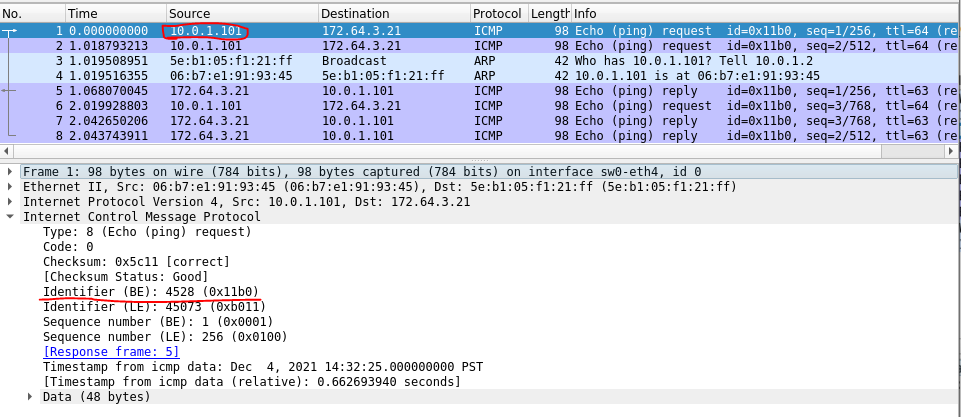 No. Time Source Destination Protocol Length Info
1 0.000000000 10.0.1.101 172.64.3.21 ICMP 98 Echo (ping) request id=0x11b0, seq=1/256, ttl=64 (re
2 1.018793213 10.0.1.101 172.64.3.21 ICMP 98 Echo (ping) request id=0x11b0, seq=2/512, ttl=64 (re
3 1.019508951 5e:b1:05:f1:21:ff Broadcast ARP 42 Who has 10.0.1.101? Tell 10.0.1.2
4 1.019516355 06:b7:e1:91:93:45 5e:b1:05:f1:21:ff ARP 42 10.0.1.101 is at 06:b7:e1:91:93:45
5 1.068070045 172.64.3.21 10.0.1.101 ICMP 98 Echo (ping) reply id=0x11b0, seq=1/256, ttl=63 (re
6 2.019928803 10.0.1.101 172.64.3.21 ICMP 98 Echo (ping) request id=0x11b0, seq=3/768, ttl=64 (re
7 2.042650206 172.64.3.21 10.0.1.101 ICMP 98 Echo (ping) reply id=0x11b0, seq=3/768, ttl=63 (re
8 2.043743911 172.64.3.21 10.0.1.101 ICMP 98 Echo (ping) reply id=0x11b0, seq=2/512, ttl=63 (re
Frame 1: 98 bytes on wire (784 bits), 98 bytes captured (784 bits) on interface sw0-eth4, id 0
Ethernet II, Src: 06:b7:e1:91:93:45 (06:b7:e1:91:93:45), Dst: 5e:b1:05:f1:21:ff (5e:b1:05:f1:21:ff)
Internet Protocol Version 4, Src: 10.0.1.101, Dst: 172.64.3.21
Internet Control Message Protocol
Type: 8 (Echo (ping) request)
Code: 0
Checksum: 0x5c11 [correct]
[Checksum Status: Good]
Identifier (BE): 4528 (0x11b0)
Identifier (LE): 45073 (0xb011)
Sequence number (BE): 1 (0x0001)
Sequence number (LE): 256 (0x0100)
[Response frame: 5]
Timestamp from icmp data: Dec  4, 2021 14:32:25.000000000 PST
[Timestamp from icmp data (relative): 0.662693940 seconds]
Data (48 bytes)